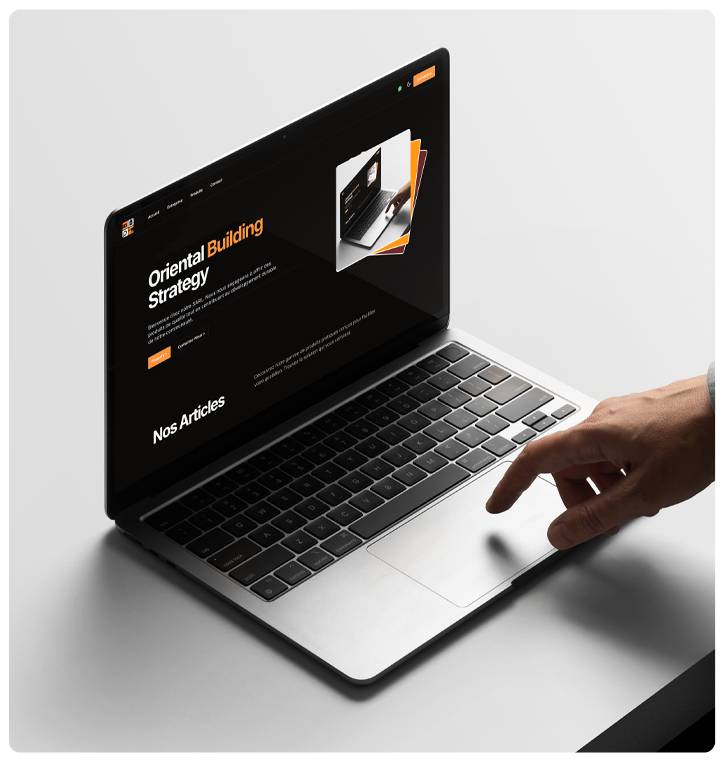 Accueil Entreprise Produits Contact
Oriental Building
Strategy
Bienvenue chez notre SARL. Nous nous engageons à offrir des
produits de qualité tout en contribuant au développement durable
de notre communauté.
Contactez Nous
Découvrez notre gamme de produits pratiques conçus pour faciliter
votre quotidien. Trouvez la solution qui vous correspond
Nos Articles